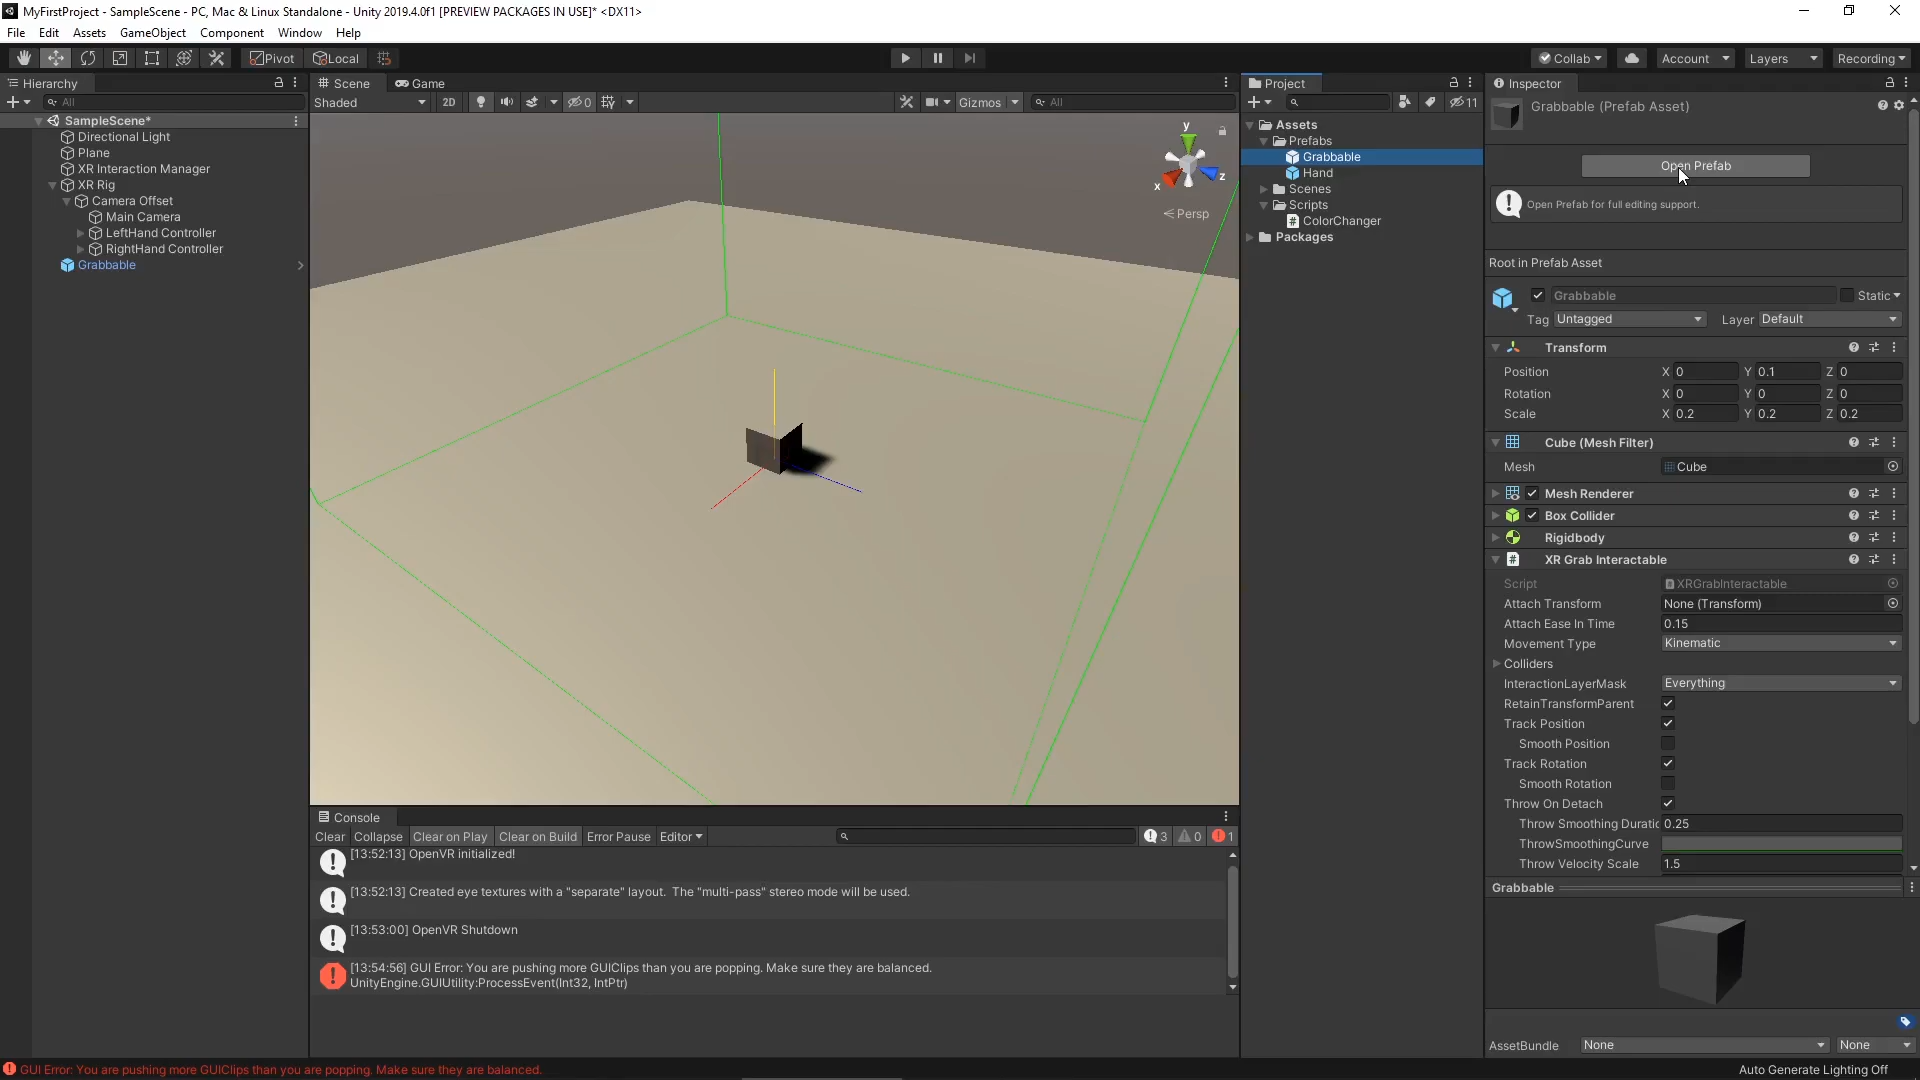 MyFirstProject - SampleScene - PC, Mac & Linux Standalone - Unity 2019.4.0f1 [PREVIEW PACKAGES IN USE]* <DX11>
File Edit Assets GameObject Component Window Help
Pivot Local
Collab Account Layers Recording
Hierarchy
All
SampleScene*
Directional Light
Plane
XR Interaction Manager
XR Rig
Camera Offset
Main Camera
LeftHand Controller
RightHand Controller
Grabbable
Scene Game
Shaded 2D 0 Gizmos All
y
x
z
Persp
Console
Clear Collapse Clear on Play Clear on Build Error Pause Editor 3 0 1
[13:52:13] OpenVR initialized!
[13:52:13] Created eye textures with a "separate" layout. The "multi-pass" stereo mode will be used.
[13:53:00] OpenVR Shutdown
[13:54:56] GUI Error: You are pushing more GUIClips than you are popping. Make sure they are balanced.
UnityEngine.GUIUtility:ProcessEvent(Int32, IntPtr)
Project
11
Assets
Prefabs
Grabbable
Hand
Scenes
Scripts
ColorChanger
Packages
Inspector
Grabbable (Prefab Asset)
Open Prefab
Open Prefab for full editing support.
Root in Prefab Asset
Grabbable Static
Tag Untagged Layer Default
Transform
Position X 0 Y 0.1 Z 0
Rotation X 0 Y 0 Z 0
Scale X 0.2 Y 0.2 Z 0.2
Cube (Mesh Filter)
Mesh Cube
Mesh Renderer
Box Collider
Rigidbody
XR Grab Interactable
Script XRGrabInteractable
Attach Transform None (Transform)
Attach Ease In Time 0.15
Movement Type Kinematic
Colliders
InteractionLayerMask Everything
RetainTransformParent
Track Position
Smooth Position
Track Rotation
Smooth Rotation
Throw On Detach
Throw Smoothing Duratic 0.25
ThrowSmoothingCurve
Throw Velocity Scale 1.5
Grabbable
AssetBundle None None
GUI Error: You are pushing more GUIClips than you are popping. Make sure they are balanced.
Auto Generate Lighting Off